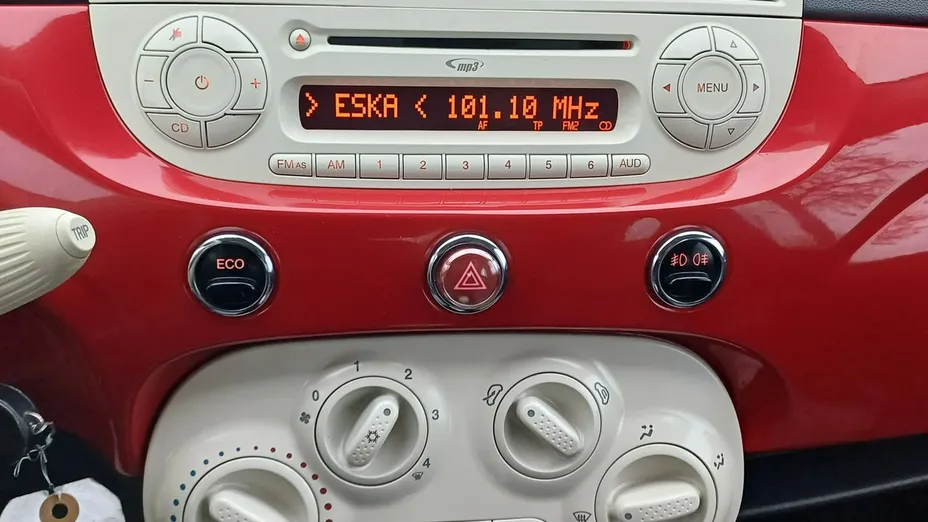 mp3
> ESKA < 101.10 MHz
AF TP FM2
CD
MENU
FM AS AM 1 2 3 4 5 6 AUD
TRIP
ECO
0 1 2 3 4